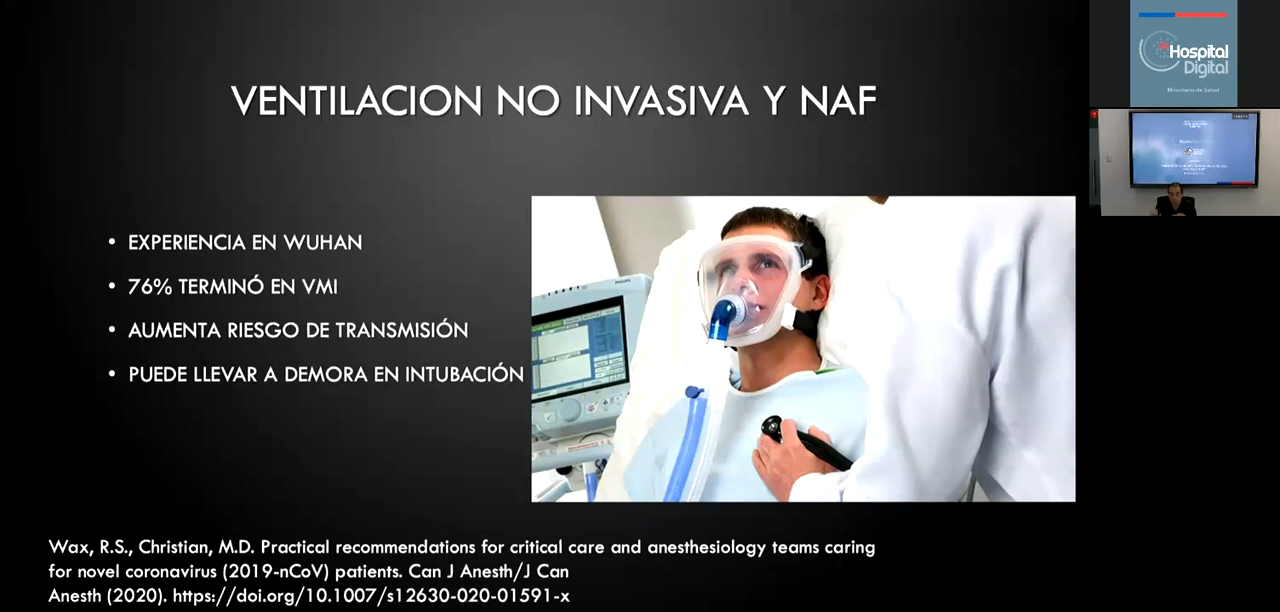 VENTILACION NO INVASIVA Y NAF
• EXPERIENCIA EN WUHAN
• 76% TERMINÓ EN VMI
• AUMENTA RIESGO DE TRANSMISIÓN
• PUEDE LLEVAR A DEMORA EN INTUBACIÓN
Wax, R.S., Christian, M.D. Practical recommendations for critical care and anesthesiology teams caring
for novel coronavirus (2019-nCoV) patients. Can J Anesth/J Can
Anesth (2020). https://doi.org/10.1007/s12630-020-01591-x
Hospital
Digital
Ministerio de Salud
PHILIPS